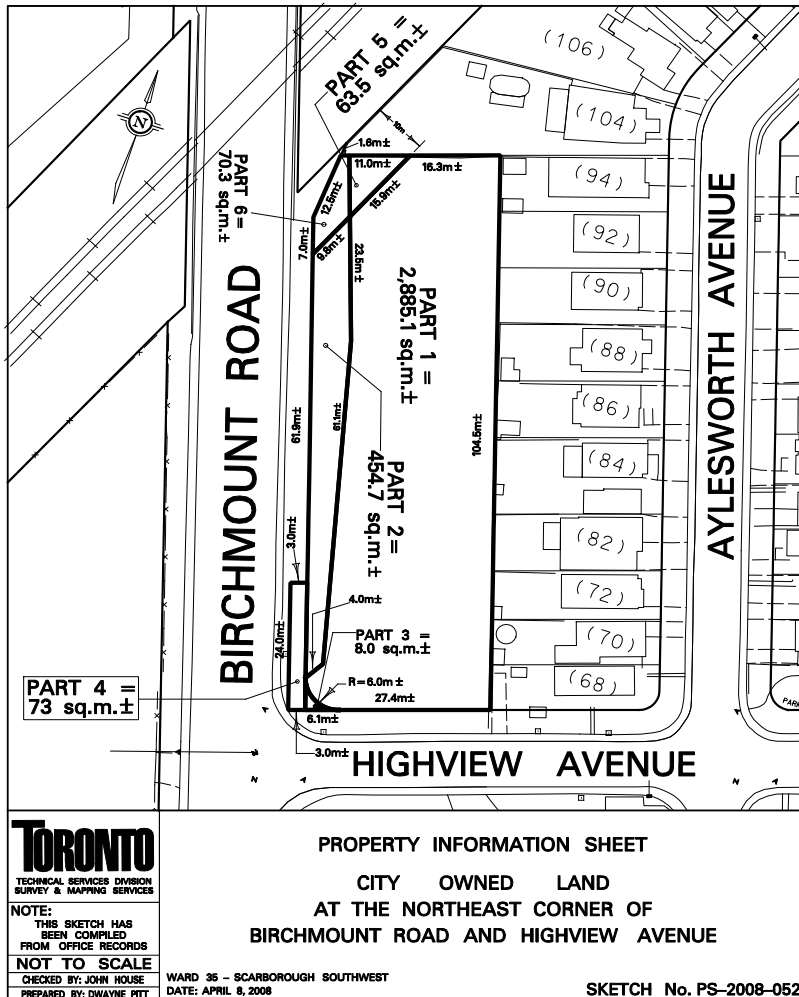 PART 5 =
63.5 sq.m.±
(106)
(104)
10m
1.6m±
11.0m±
16.3m±
(94)
N
PART 6 =
70.3 sq.m.±
12.5m±
15.9m±
9.8m±
7.0m±
23.5m±
(92)
(90)
(88)
(86)
(84)
(82)
(72)
(70)
(68)
PART 1 =
2,885.1 sq.m.±
BIRCHMOUNT ROAD
AYLESWORTH AVENUE
61.9m±
61.1m±
104.5m±
PART 2 =
454.7 sq.m.±
3.0m±
4.0m±
24.0m±
PART 3 =
8.0 sq.m.±
R=6.0m ±
27.4m±
PART 4 =
73 sq.m.±
6.1m±
3.0m±
HIGHVIEW AVENUE
TORONTO
TECHNICAL SERVICES DIVISION
SURVEY & MAPPING SERVICES
NOTE:
THIS SKETCH HAS
BEEN COMPILED
FROM OFFICE RECORDS
NOT TO SCALE
CHECKED BY: JOHN HOUSE
PREPARED BY: DWAYNE PITT
PROPERTY INFORMATION SHEET
CITY OWNED LAND
AT THE NORTHEAST CORNER OF
BIRCHMOUNT ROAD AND HIGHVIEW AVENUE
WARD 35 – SCARBOROUGH SOUTHWEST
DATE: APRIL 8, 2008
SKETCH No. PS–2008–052